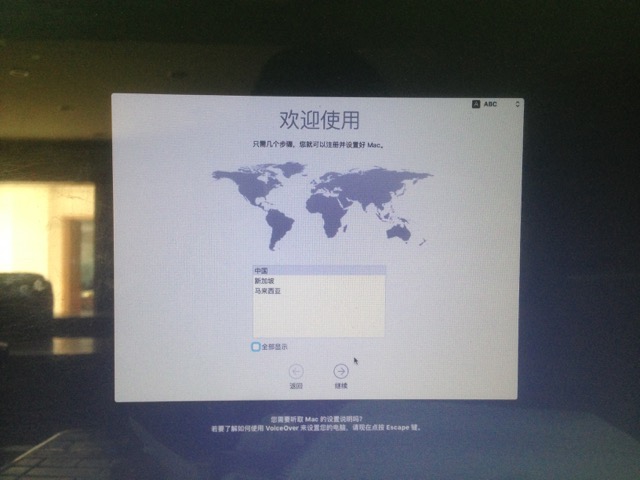 ABC
欢迎使用
只需几个步骤，您就可以注册并设置好 Mac。
中国
新加坡
马来西亚
全部显示
返回
继续
您需要听取 Mac 的设置说明吗？
若要了解如何使用 VoiceOver 来设置您的电脑，请现在点按 Escape 键。